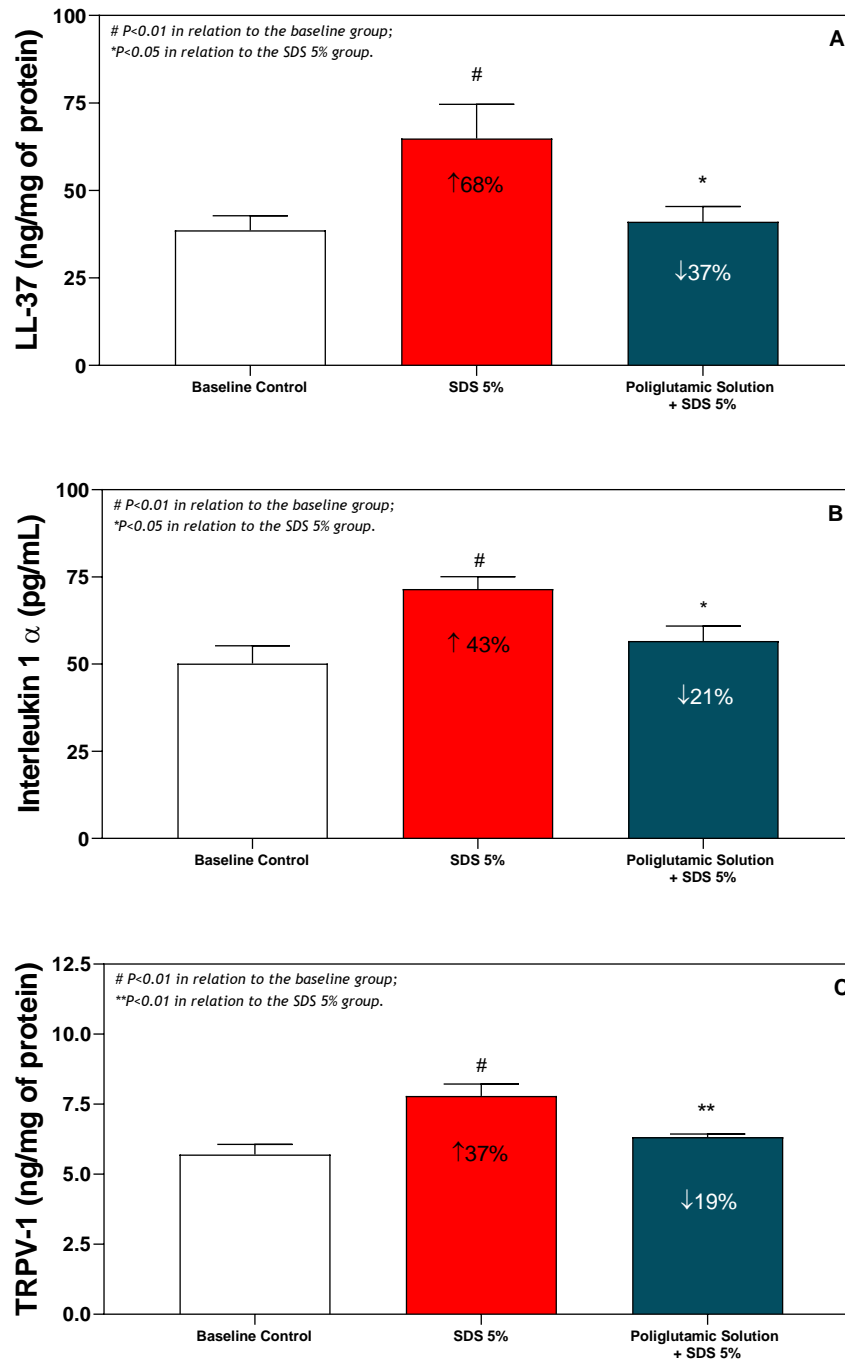 # P<0.01 in relation to the baseline group;
*P<0.05 in relation to the SDS 5% group.
A
LL-37 (ng/mg of protein)
100
75
50
25
0
#
↑68%
*
↓37%
Baseline Control
SDS 5%
Poliglutamic Solution
+ SDS 5%
# P<0.01 in relation to the baseline group;
*P<0.05 in relation to the SDS 5% group.
B
Interleukin 1 α (pg/mL)
100
75
50
25
0
#
↑ 43%
*
↓21%
Baseline Control
SDS 5%
Poliglutamic Solution
+ SDS 5%
# P<0.01 in relation to the baseline group;
**P<0.01 in relation to the SDS 5% group.
C
TRPV-1 (ng/mg of protein)
12.5
10.0
7.5
5.0
2.5
0.0
#
↑37%
**
↓19%
Baseline Control
SDS 5%
Poliglutamic Solution
+ SDS 5%